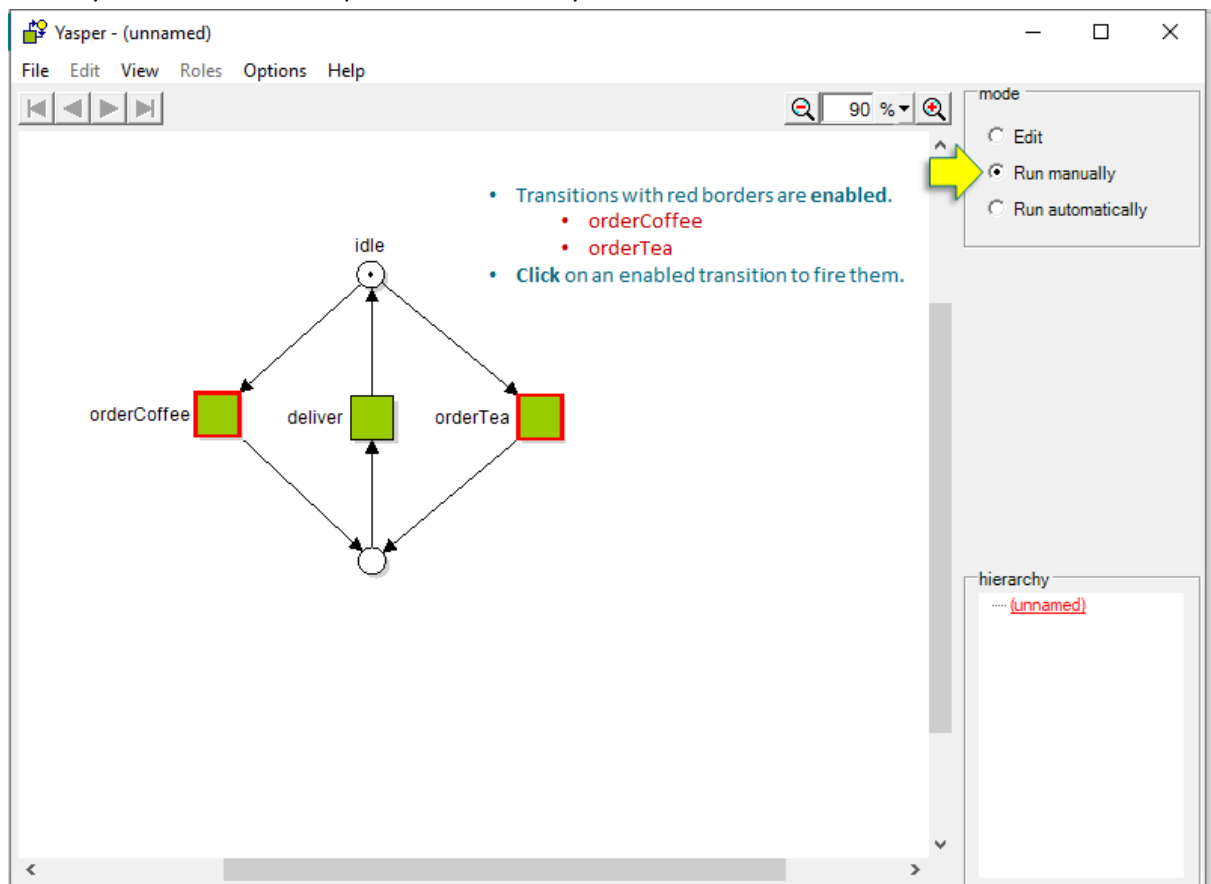 Yasper - (unnamed)
File Edit View Roles Options Help
90 %
mode
Edit
Run manually
Run automatically
• Transitions with red borders are enabled.
• orderCoffee
• orderTea
• Click on an enabled transition to fire them.
idle
orderCoffee
deliver
orderTea
hierarchy
(unnamed)